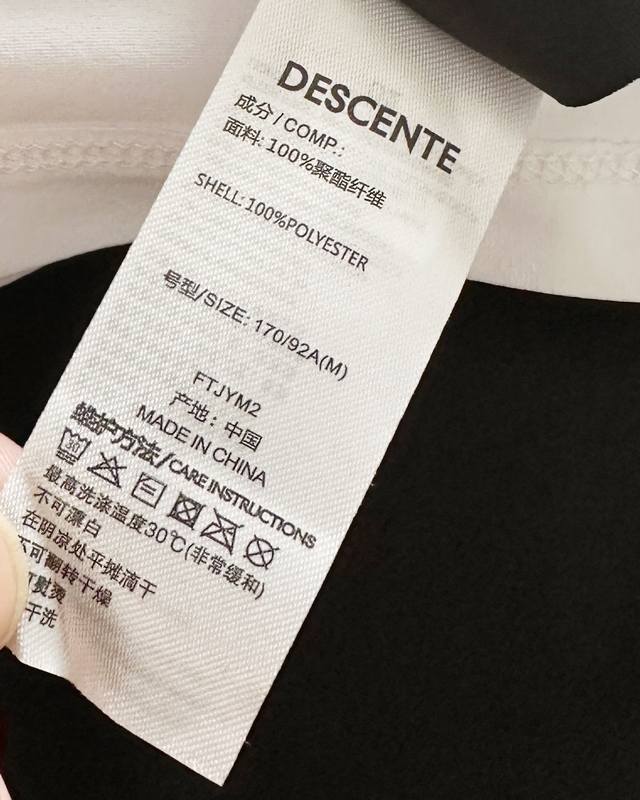 DESCENTE
成分/COMP.:
面料: 100%聚酯纤维
SHELL: 100%POLYESTER
号型/SIZE: 170/92A(M)
FTJYM2
产地: 中国
MADE IN CHINA
维护方法/CARE INSTRUCTIONS
30
最高洗涤温度30℃(非常缓和)
不可漂白
在阴凉处平摊滴干
不可翻转干燥
熨烫
干洗